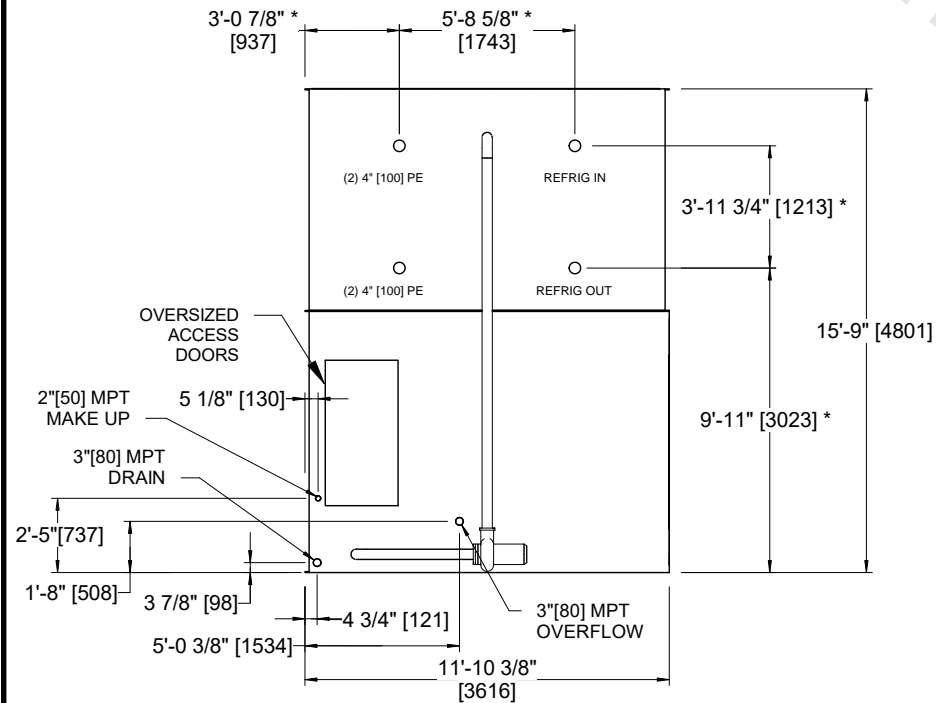 3'-0 7/8" *
[937]
5'-8 5/8" *
[1743]
(2) 4" [100] PE
REFRIG IN
3'-11 3/4" [1213] *
(2) 4" [100] PE
REFRIG OUT
OVERSIZED
ACCESS
DOORS
15'-9" [4801]
5 1/8" [130]
2"[50] MPT
MAKE UP
9'-11" [3023] *
3"[80] MPT
DRAIN
2'-5"[737]
1'-8" [508]
3 7/8" [98]
4 3/4" [121]
3"[80] MPT
OVERFLOW
5'-0 3/8" [1534]
11'-10 3/8"
[3616]